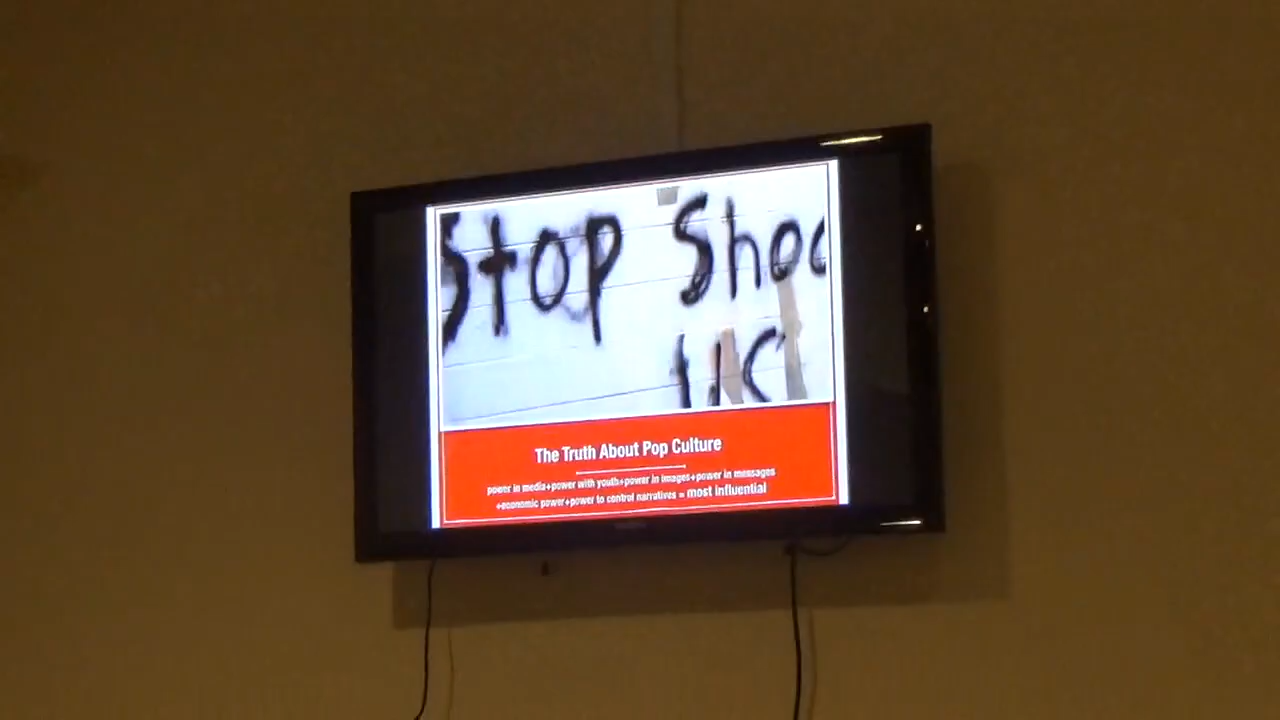 Stop Shoo
US
The Truth About Pop Culture
power in media+power with youth+power in images+power in messages
+economic power+power to control narratives = most influential